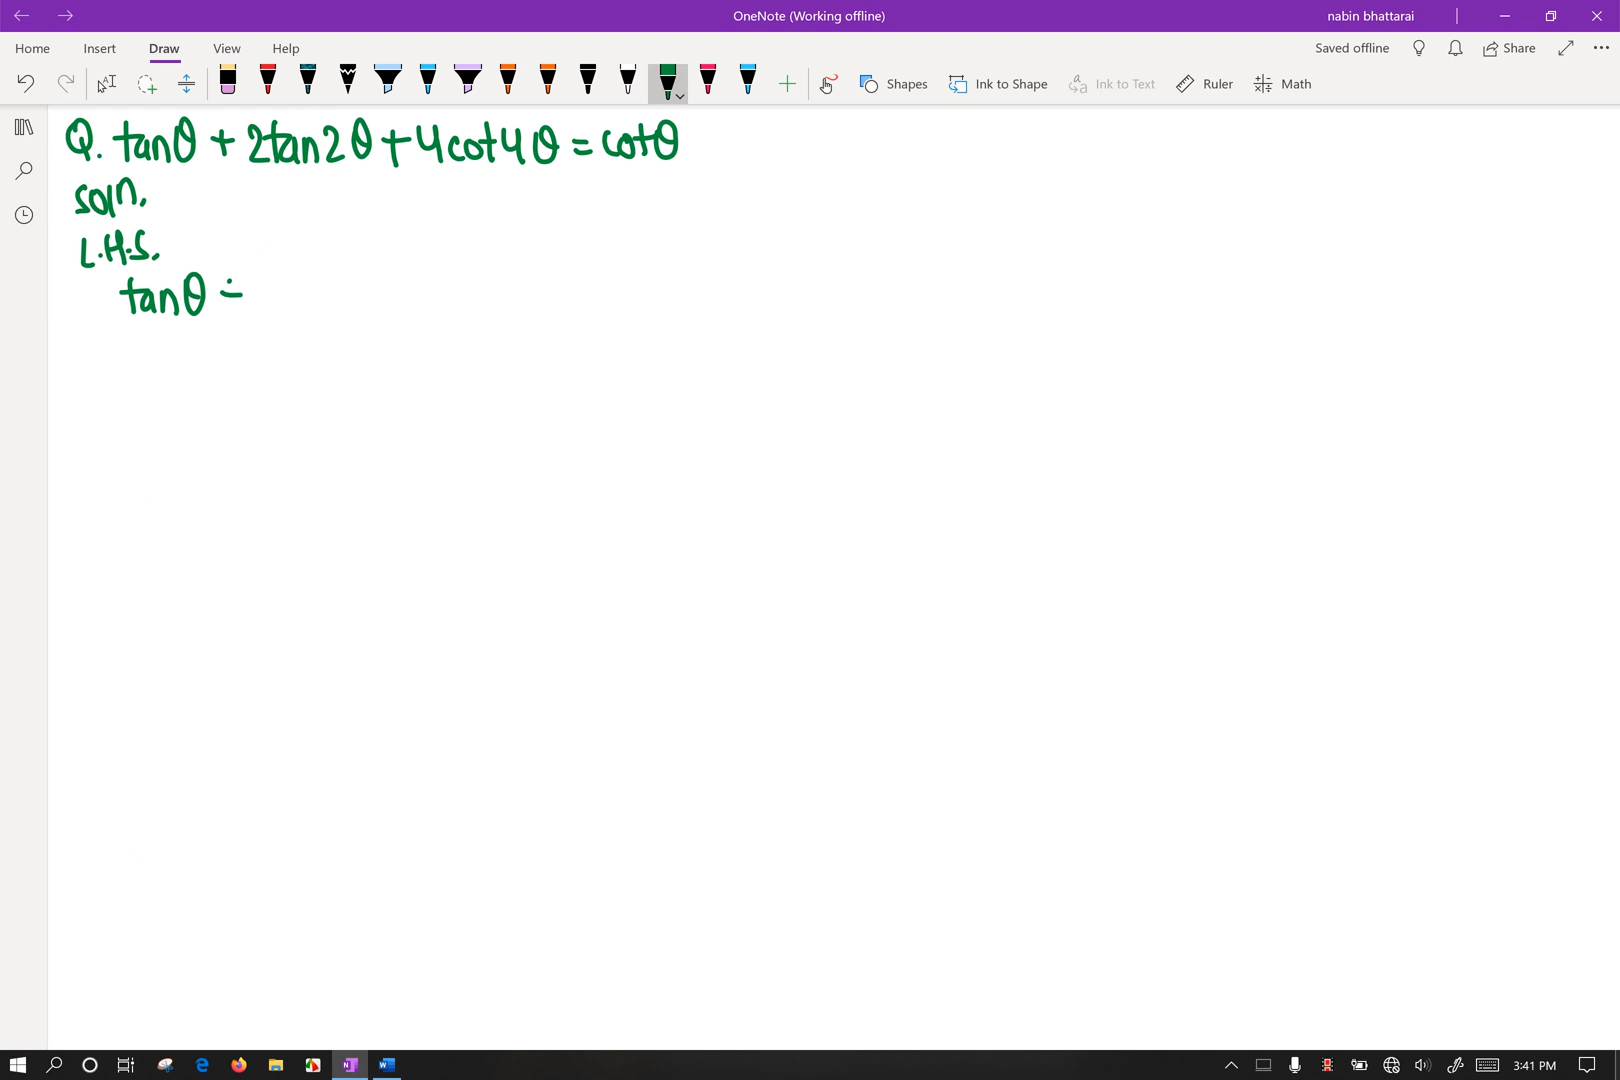 OneNote (Working offline)
nabin bhattarai
Home Insert Draw View Help
Saved offline Share
Shapes Ink to Shape Ink to Text Ruler Math
Q. tanθ + 2tan2θ + 4cot4θ = cotθ
soln.
L.H.S.
tanθ =
3:41 PM